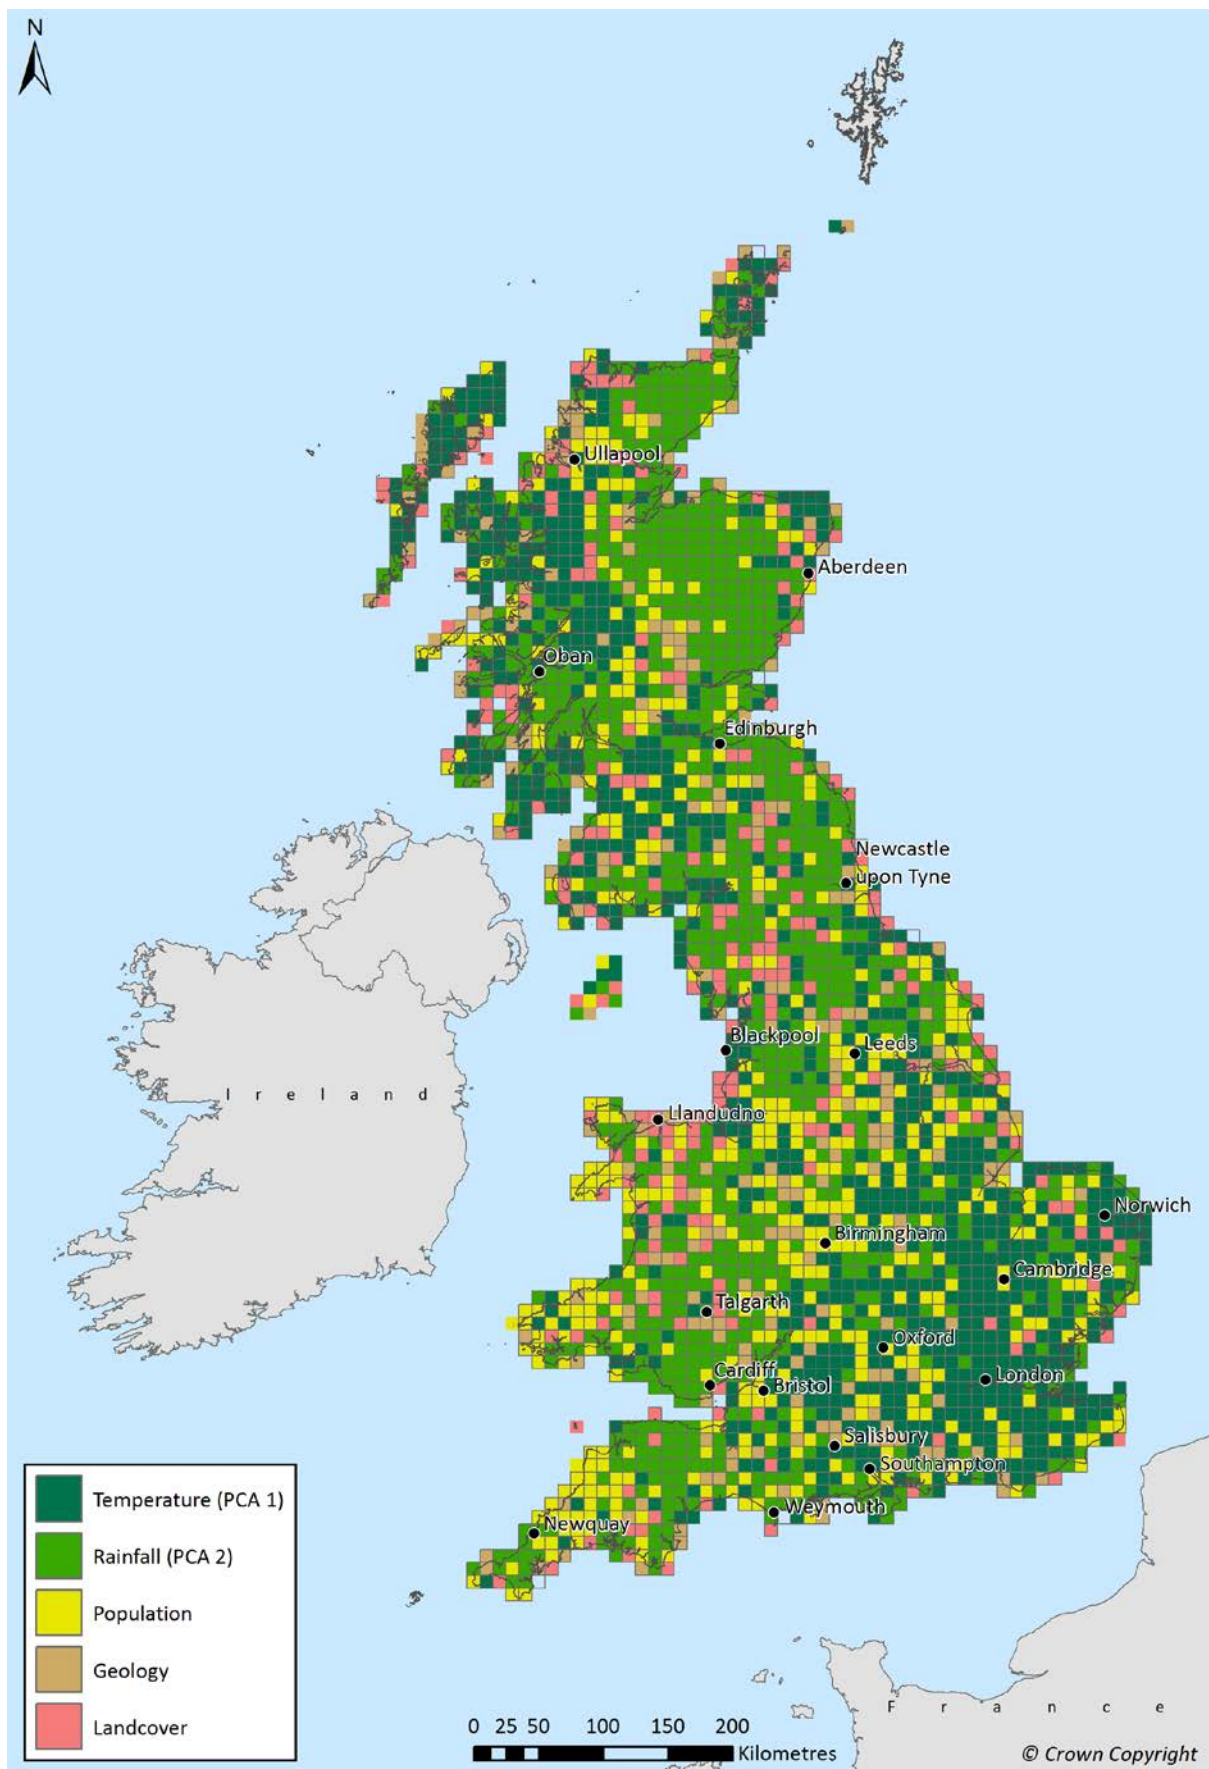 N
Ullapool
Aberdeen
Oban
Edinburgh
Newcastle
upon Tyne
Blackpool
Leeds
Ireland
Llandudno
Norwich
Birmingham
Cambridge
Talgarth
Oxford
Cardiff
Bristol
London
Salisbury
Southampton
Weymouth
Newquay
Temperature (PCA 1)
Rainfall (PCA 2)
Population
Geology
Landcover
France
0 25 50 100 150 200
Kilometres
© Crown Copyright